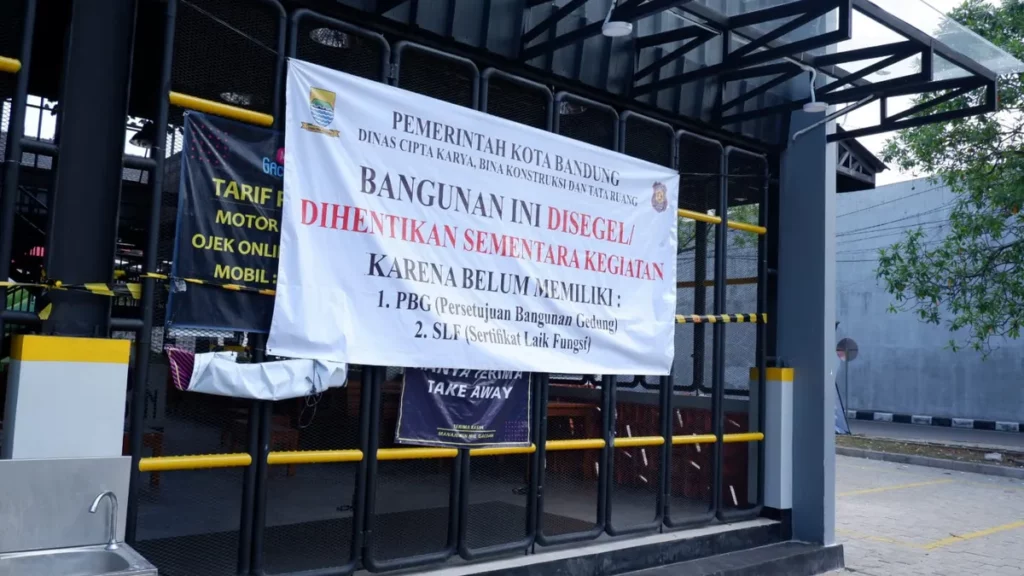 PEMERINTAH KOTA BANDUNG
DINAS CIPTA KARYA, BINA KONSTRUKSI DAN TATA RUANG
BANGUNAN INI DISEGEL/
DIHENTIKAN SEMENTARA KEGIATAN
KARENA BELUM MEMILIKI :
1. PBG (Persetujuan Bangunan Gedung)
2. SLF (Sertifikat Laik Fungsi)
TARIF
MOTOR
OJEK ONLI
MOBIL :
TAKE AWAY